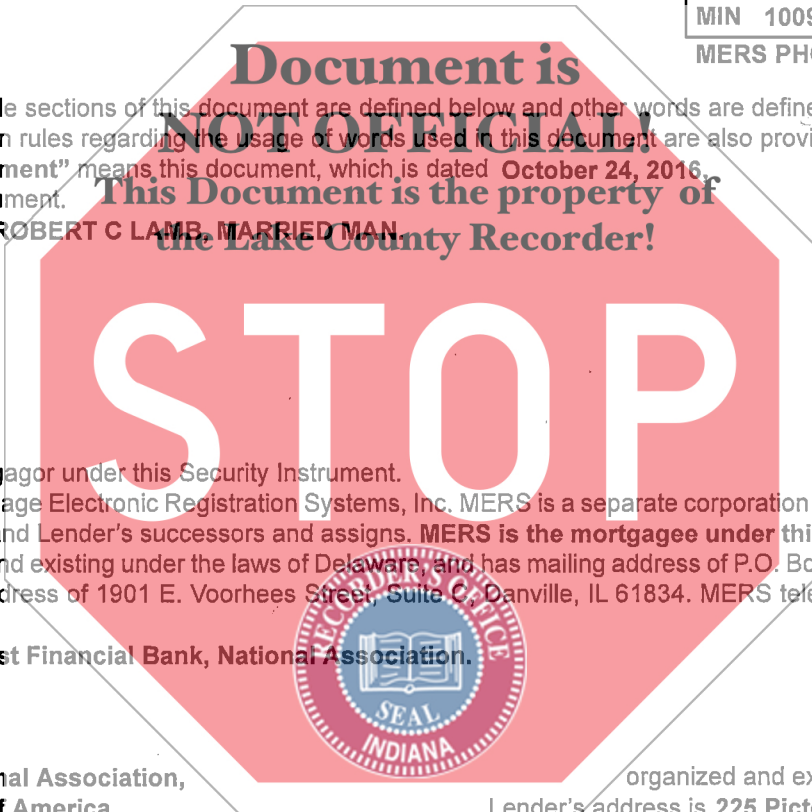 MIN 1009
MERS PHO
Document is
e sections of this document are defined below and other words are define
NOT OFFICIAL!
n rules regarding the usage of words used in this document are also provi
ment” means this document, which is dated October 24, 2016,
This Document is the property of
ment.
ROBERT C LAMB, MARRIED MAN.
the Lake County Recorder!
STOP
agor under this Security Instrument.
age Electronic Registration Systems, Inc. MERS is a separate corporation
nd Lender's successors and assigns. MERS is the mortgagee under thi
nd existing under the laws of Delaware, and has mailing address of P.O. Bo
dress of 1901 E. Voorhees Street, Suite C, Danville, IL 61834. MERS tele
RECORDER'S OFFICE
st Financial Bank, National Association.
SEAL
INDIANA
nal Association,
organized and ex
f America
Lender's address is 225 Picto